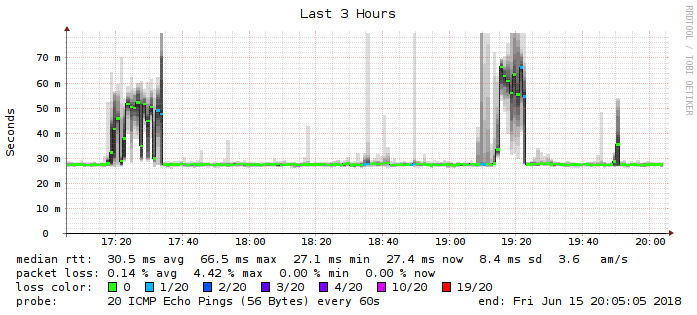 Last 3 Hours
RRDTOOL / TOBI OETIKER
Seconds
70 m
60 m
50 m
40 m
30 m
20 m
10 m
0
17:20 17:40 18:00 18:20 18:40 19:00 19:20 19:40 20:00
median rtt: 30.5 ms avg 66.5 ms max 27.1 ms min 27.4 ms now 8.4 ms sd 3.6 am/s
packet loss: 0.14 % avg 4.42 % max 0.00 % min 0.00 % now
loss color: 0 1/20 2/20 3/20 4/20 10/20 19/20
probe: 20 ICMP Echo Pings (56 Bytes) every 60s end: Fri Jun 15 20:05:05 2018